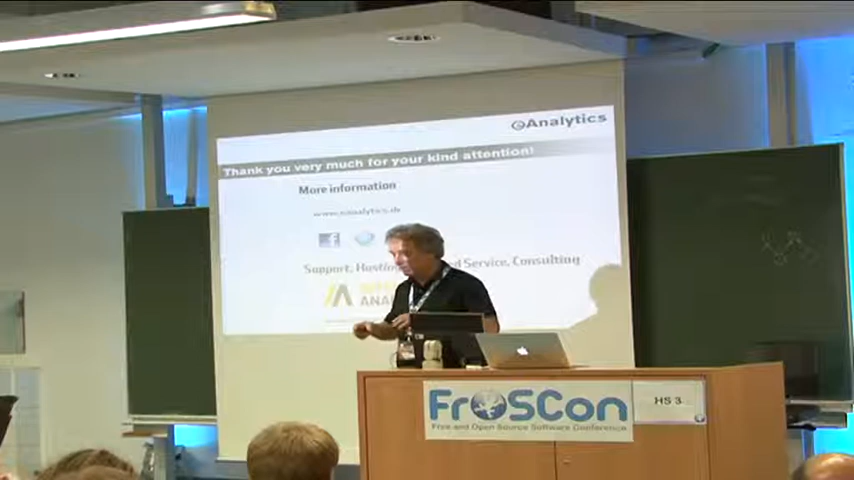 eAnalytics
Thank you very much for your kind attention!
More information
Support, Hosting
Service, Consulting
FrOSCon
Free and Open Source Software Conference
HS 3